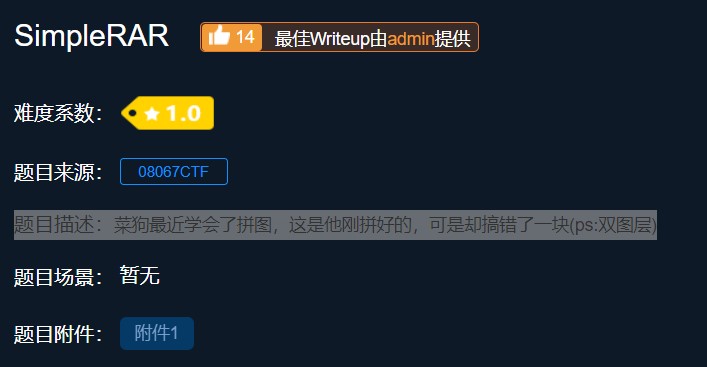 SimpleRAR 14 最佳Writeup由admin提供
难度系数： 1.0
题目来源： 08067CTF
题目描述：菜狗最近学会了拼图，这是他刚拼好的，可是却搞错了一块(ps:双图层)
题目场景： 暂无
题目附件： 附件1